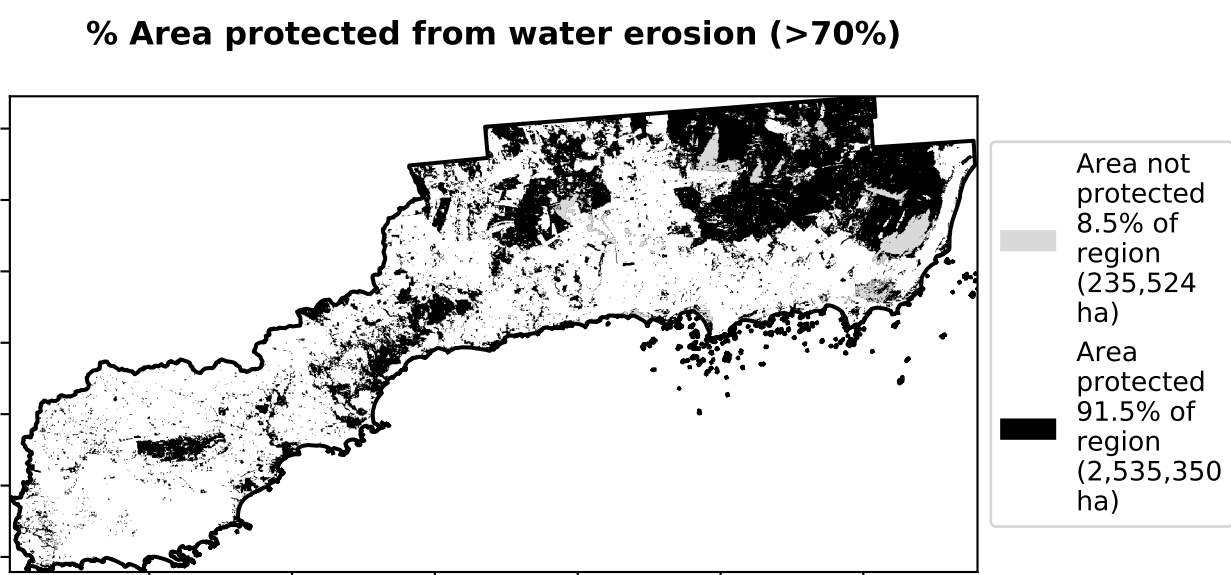 % Area protected from water erosion (>70%)
Area not
protected
8.5% of
region
(235,524
ha)
Area
protected
91.5% of
region
(2,535,350
ha)